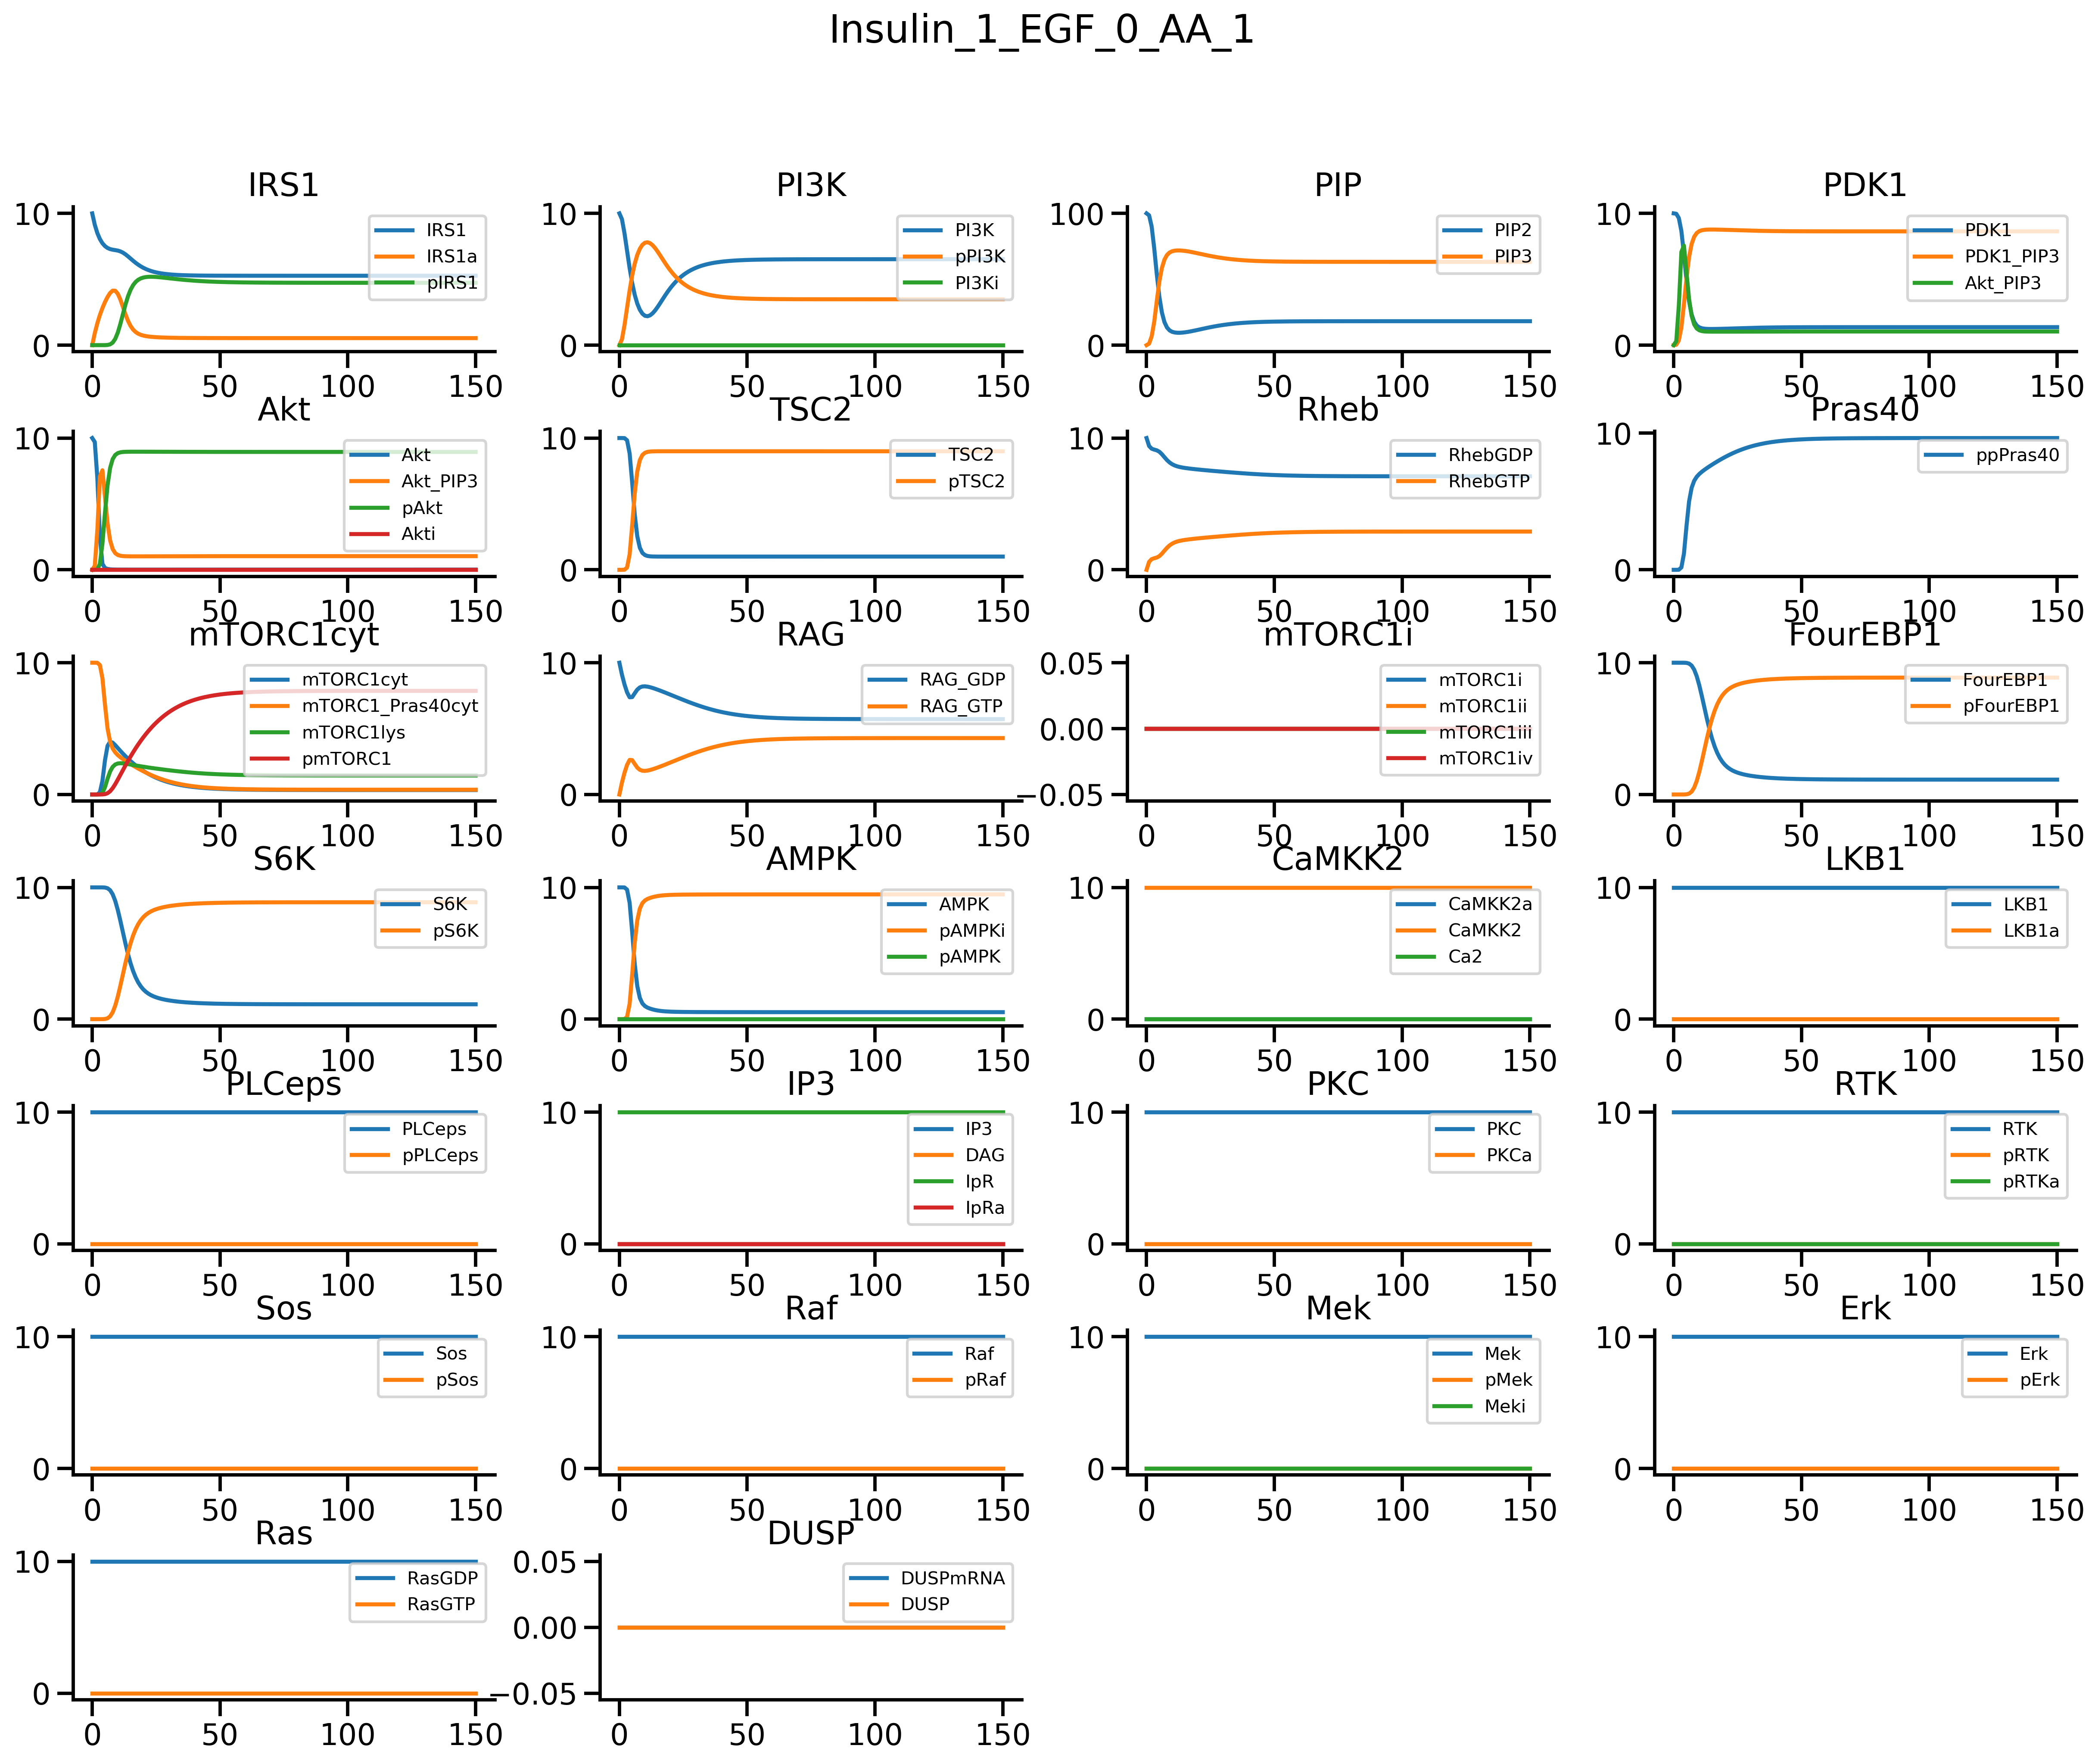 Insulin_1_EGF_0_AA_1
IRS1
10
0
0 50 100 150
IRS1
IRS1a
pIRS1
PI3K
10
0
0 50 100 150
PI3K
pPI3K
PI3Ki
PIP
100
0
0 50 100 150
PIP2
PIP3
PDK1
10
0
0 50 100 150
PDK1
PDK1_PIP3
Akt_PIP3
Akt
10
0
0 50 100 150
Akt
Akt_PIP3
pAkt
Akti
TSC2
10
0
0 50 100 150
TSC2
pTSC2
Rheb
10
0
0 50 100 150
RhebGDP
RhebGTP
Pras40
10
0
0 50 100 150
ppPras40
mTORC1cyt
10
0
0 50 100 150
mTORC1cyt
mTORC1_Pras40cyt
mTORC1lys
pmTORC1
RAG
10
0
0 50 100 150
RAG_GDP
RAG_GTP
mTORC1i
0.05
0.00
−0.05
0 50 100 150
mTORC1i
mTORC1ii
mTORC1iii
mTORC1iv
FourEBP1
10
0
0 50 100 150
FourEBP1
pFourEBP1
S6K
10
0
0 50 100 150
S6K
pS6K
AMPK
10
0
0 50 100 150
AMPK
pAMPKi
pAMPK
CaMKK2
10
0
0 50 100 150
CaMKK2a
CaMKK2
Ca2
LKB1
10
0
0 50 100 150
LKB1
LKB1a
PLCeps
10
0
0 50 100 150
PLCeps
pPLCeps
IP3
10
0
0 50 100 150
IP3
DAG
IpR
IpRa
PKC
10
0
0 50 100 150
PKC
PKCa
RTK
10
0
0 50 100 150
RTK
pRTK
pRTKa
Sos
10
0
0 50 100 150
Sos
pSos
Raf
10
0
0 50 100 150
Raf
pRaf
Mek
10
0
0 50 100 150
Mek
pMek
Meki
Erk
10
0
0 50 100 150
Erk
pErk
Ras
10
0
0 50 100 150
RasGDP
RasGTP
DUSP
0.05
0.00
−0.05
0 50 100 150
DUSPmRNA
DUSP